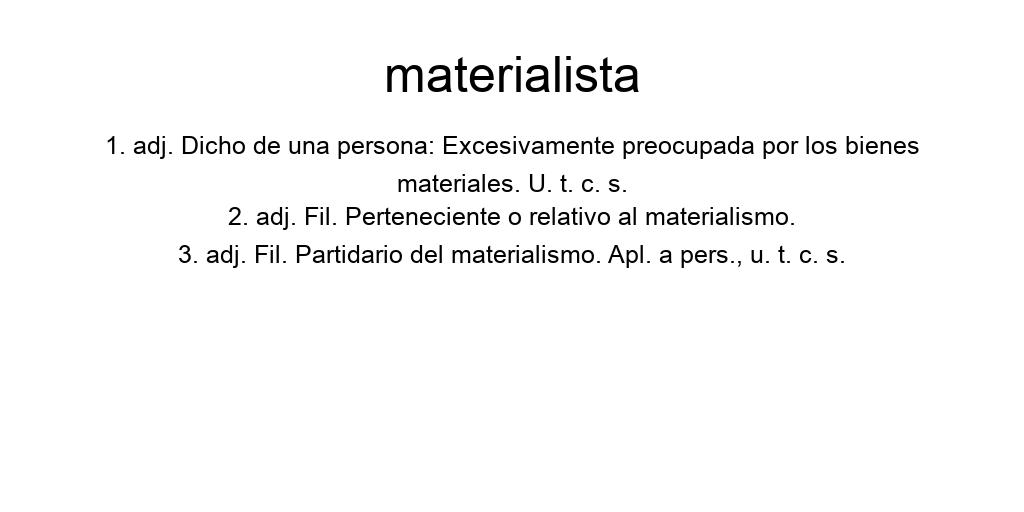 materialista
1. adj. Dicho de una persona: Excesivamente preocupada por los bienes
materiales. U. t. c. s.
2. adj. Fil. Perteneciente o relativo al materialismo.
3. adj. Fil. Partidario del materialismo. Apl. a pers., u. t. c. s.